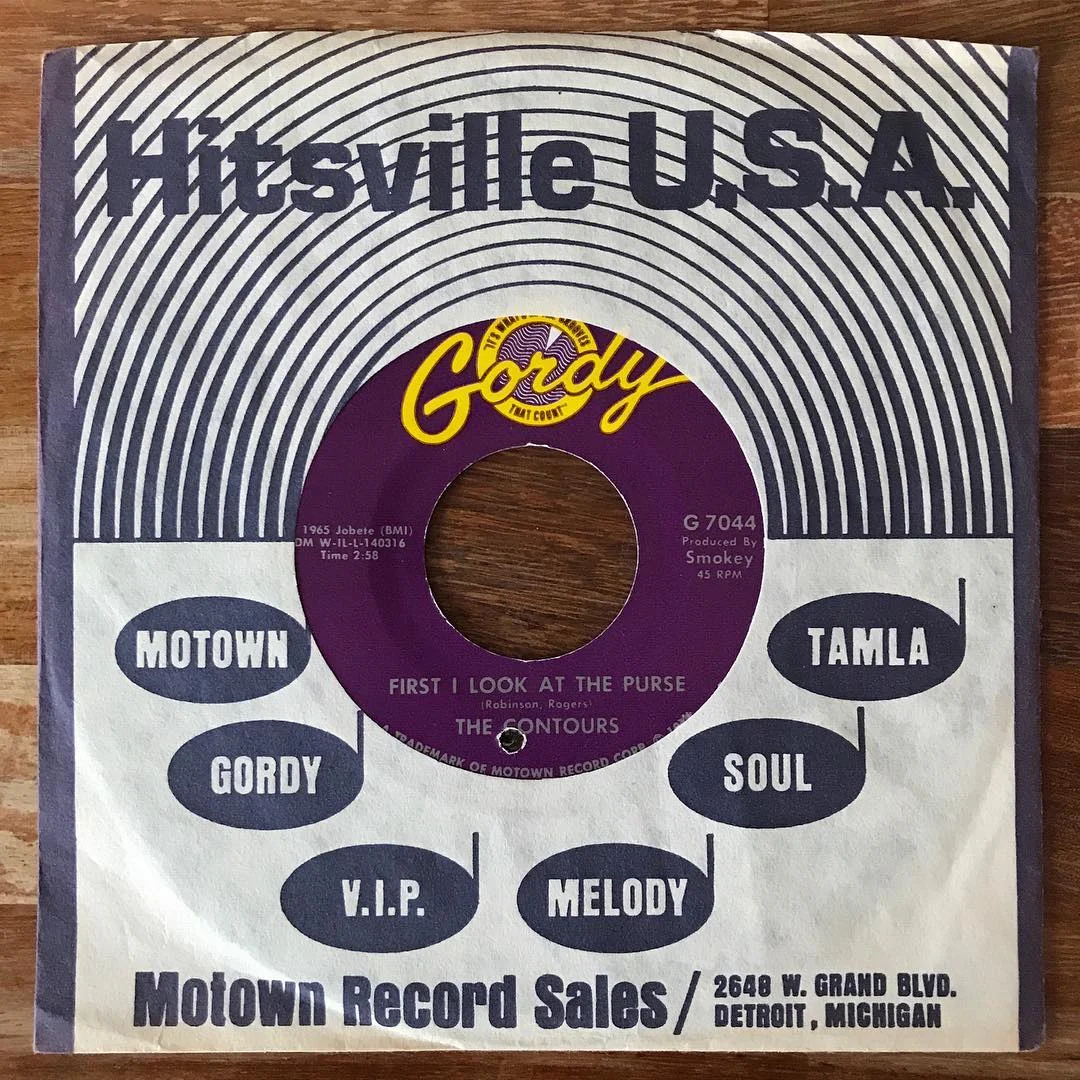 Hitsville U.S.A.
Gordy
THAT COUNT
1965 Jobete (BMI)
DM W-IL-L-140316
Time 2:58
G 7044
Produced By
Smokey
45 RPM
FIRST I LOOK AT THE PURSE
(Robinson, Rogers)
THE CONTOURS
A TRADEMARK OF MOTOWN RECORD CORP.
MOTOWN
TAMLA
GORDY
SOUL
V.I.P.
MELODY
Motown Record Sales/
2648 W. GRAND BLVD.
DETROIT, MICHIGAN